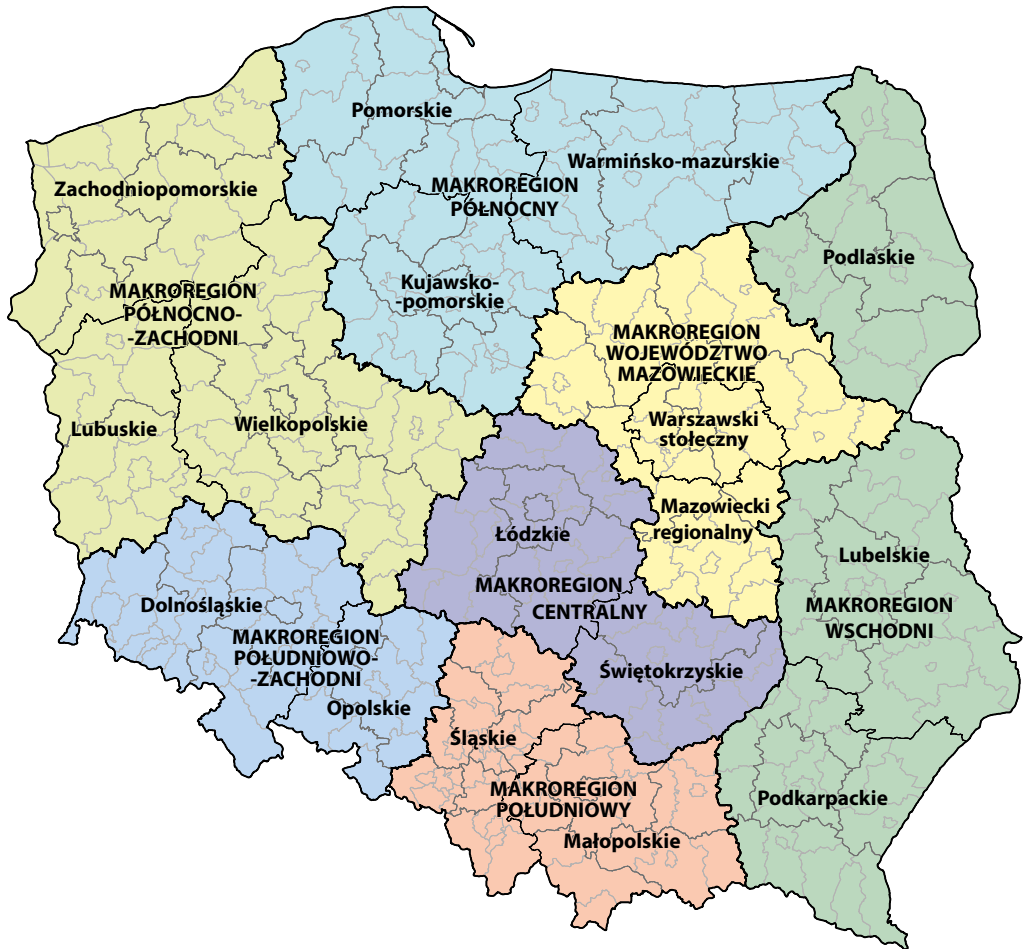 Pomorskie
Warmińsko-mazurskie
Zachodniopomorskie
MAKROREGION
PÓŁNOCNY
Podlaskie
Kujawsko-
-pomorskie
MAKROREGION
PÓŁNOCNO-
-ZACHODNI
MAKROREGION
WOJEWÓDZTWO
MAZOWIECKIE
Lubuskie
Wielkopolskie
Warszawski
stołeczny
Mazowiecki
regionalny
Łódzkie
Lubelskie
MAKROREGION
CENTRALNY
Dolnośląskie
MAKROREGION
WSCHODNI
MAKROREGION
POŁUDNIOWO-
-ZACHODNI
Świętokrzyskie
Opolskie
Śląskie
MAKROREGION
POŁUDNIOWY
Podkarpackie
Małopolskie